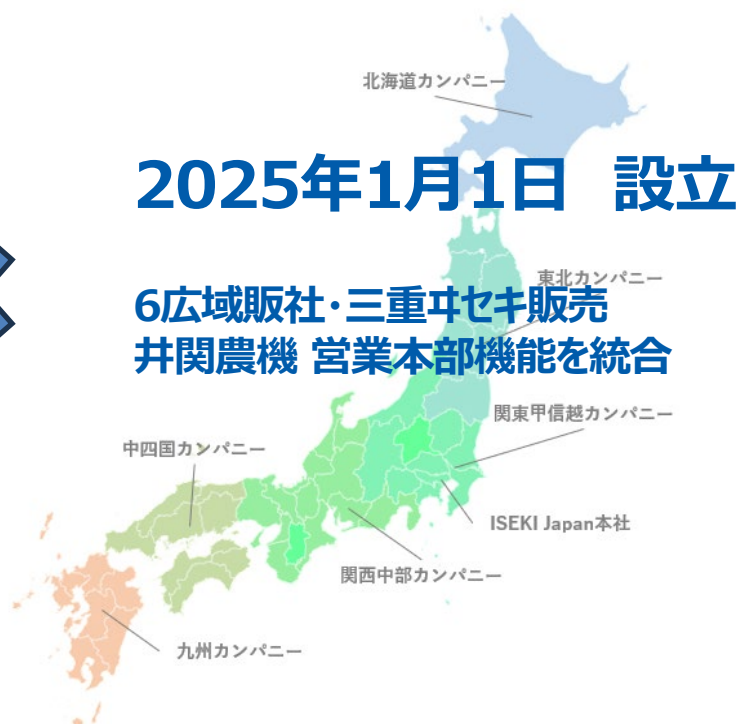 北海道カンパニー
2025年1月1日 設立
東北カンパニー
6広域販社・三重ヰセキ販売
井関農機 営業本部機能を統合
関東甲信越カンパニー
中四国カンパニー
ISEKI Japan本社
関西中部カンパニー
九州カンパニー